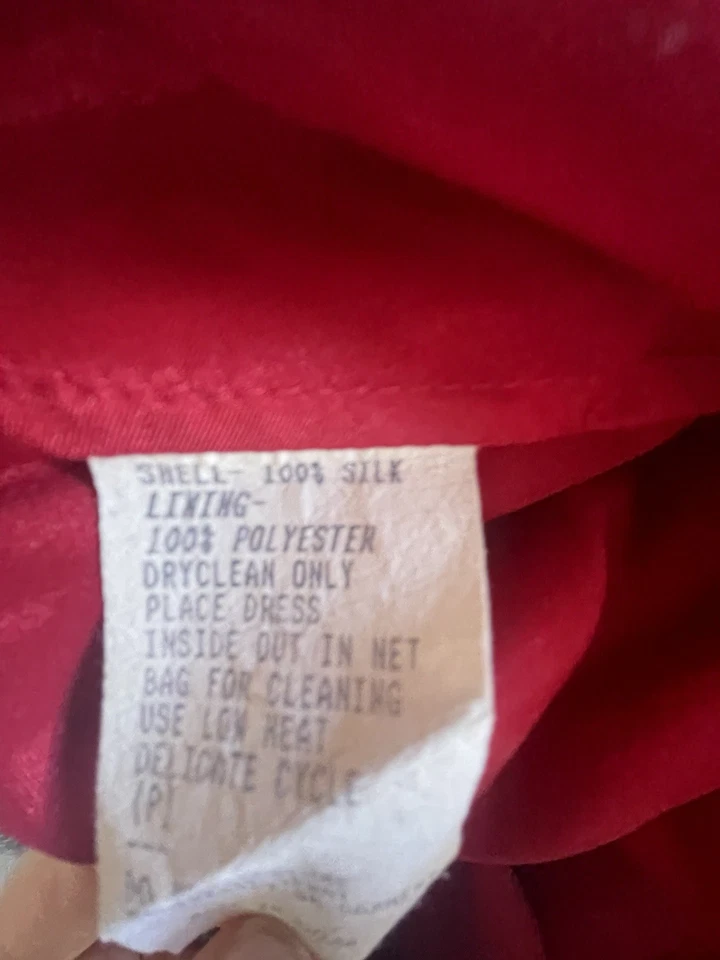 SHELL- 100% SILK
LINING-
100% POLYESTER
DRYCLEAN ONLY
PLACE DRESS
INSIDE OUT IN NET
BAG FOR CLEANING
USE LOW HEAT
DELICATE CYCLE
(P)